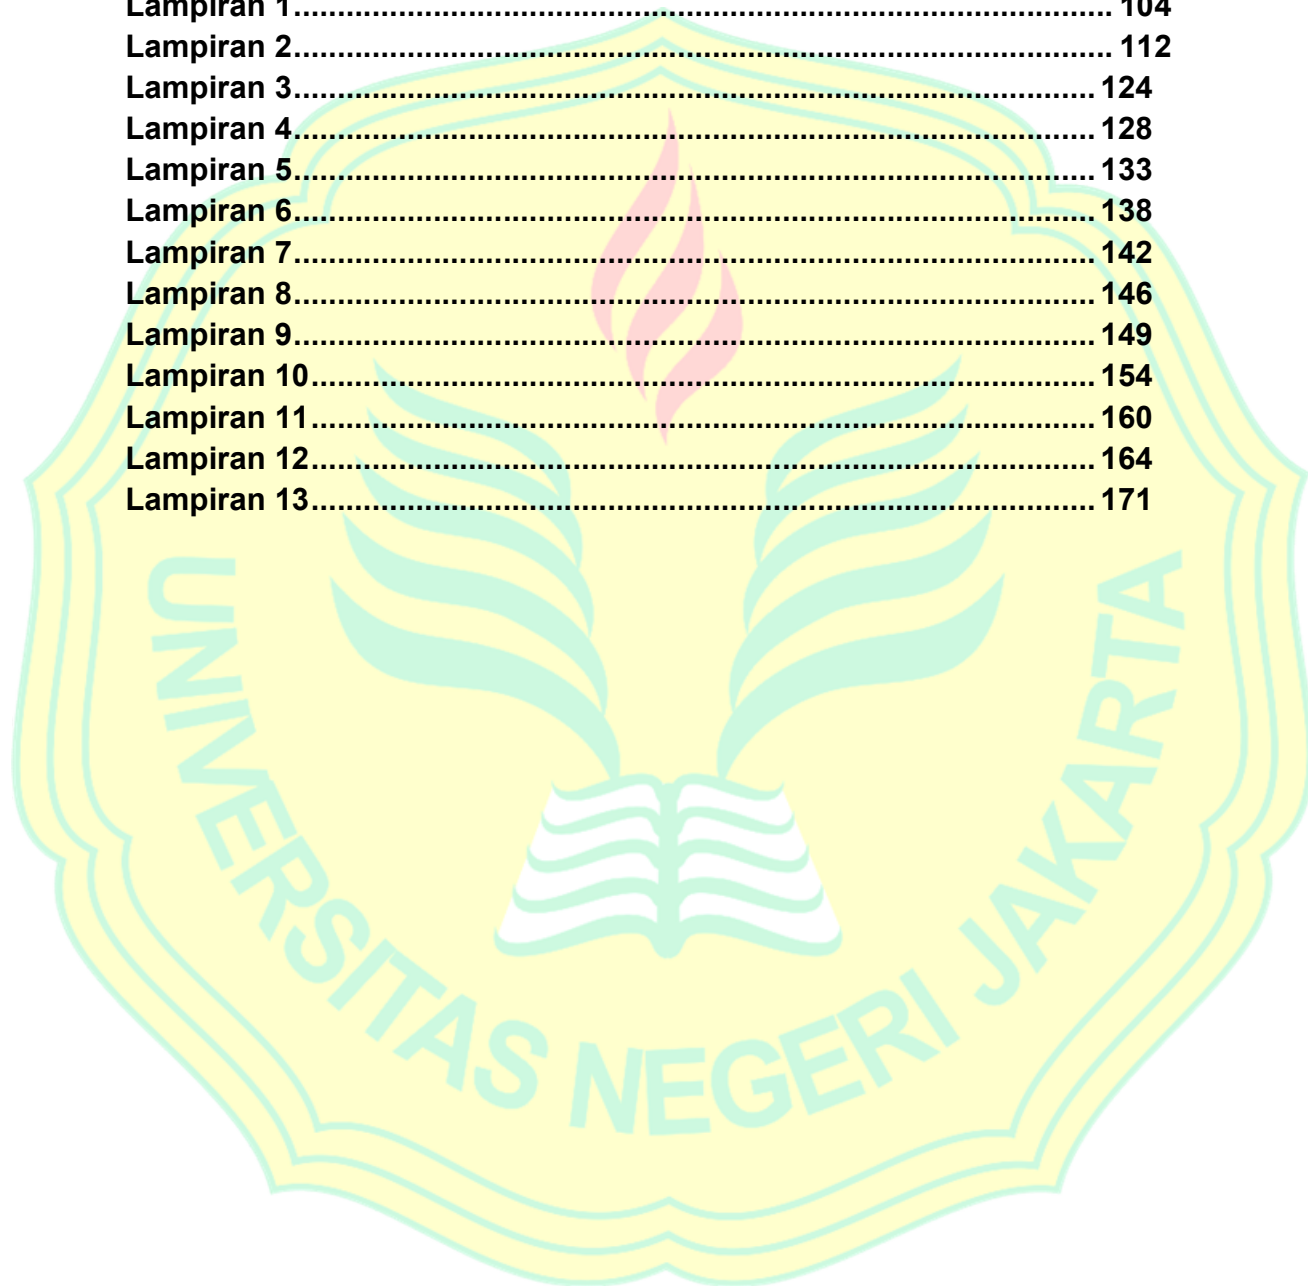 Lampiran 1............................................................................................... 104
Lampiran 2............................................................................................... 112
Lampiran 3............................................................................................. 124
Lampiran 4............................................................................................. 128
Lampiran 5............................................................................................. 133
Lampiran 6............................................................................................. 138
Lampiran 7............................................................................................. 142
Lampiran 8............................................................................................. 146
Lampiran 9............................................................................................. 149
Lampiran 10........................................................................................... 154
Lampiran 11........................................................................................... 160
Lampiran 12........................................................................................... 164
Lampiran 13........................................................................................... 171
UNIVERSITAS NEGERI JAKARTA